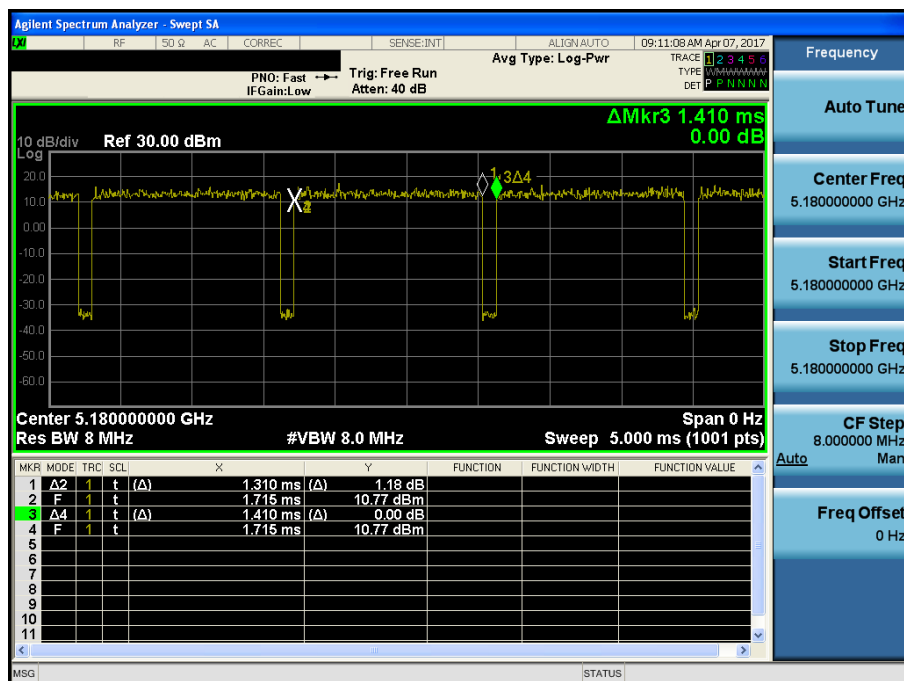 Agilent Spectrum Analyzer - Swept SA
LXI RF 50 Ω AC CORREC SENSE:INT ALIGNAUTO 09:11:08 AM Apr 07, 2017
Avg Type: Log-Pwr TRACE 1 2 3 4 5 6
PNO: Fast Trig: Free Run TYPE
IFGain:Low Atten: 40 dB DET P P N N N N
ΔMkr3 1.410 ms
0.00 dB
10 dB/div Ref 30.00 dBm
Log
20.0
10.0
0.00
-10.0
-20.0
-30.0
-40.0
-50.0
-60.0
3Δ4
Center 5.180000000 GHz Span 0 Hz
Res BW 8 MHz #VBW 8.0 MHz Sweep 5.000 ms (1001 pts)
MKR MODE TRC SCL X Y FUNCTION FUNCTION WIDTH FUNCTION VALUE
1 Δ2 1 t (Δ) 1.310 ms (Δ) 1.18 dB
2 F 1 t 1.715 ms 10.77 dBm
3 Δ4 1 t (Δ) 1.410 ms (Δ) 0.00 dB
4 F 1 t 1.715 ms 10.77 dBm
5
6
7
8
9
10
11
MSG STATUS
Frequency
Auto Tune
Center Freq
5.180000000 GHz
Start Freq
5.180000000 GHz
Stop Freq
5.180000000 GHz
CF Step
8.000000 MHz
Auto Man
Freq Offset
0 Hz